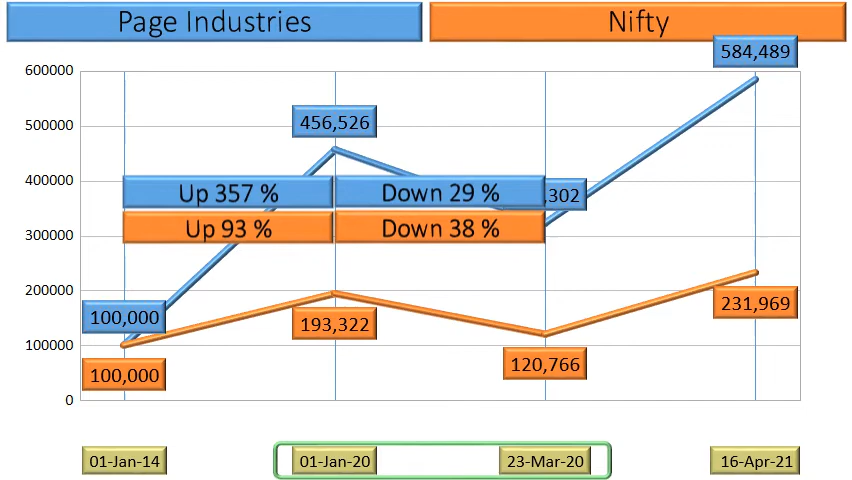 Page Industries
Nifty
584,489
600000
500000
456,526
400000
Up 357 %
Down 29 %
,302
300000
Up 93 %
Down 38 %
200000
100,000
193,322
231,969
100000
100,000
120,766
0
01-Jan-14
01-Jan-20
23-Mar-20
16-Apr-21